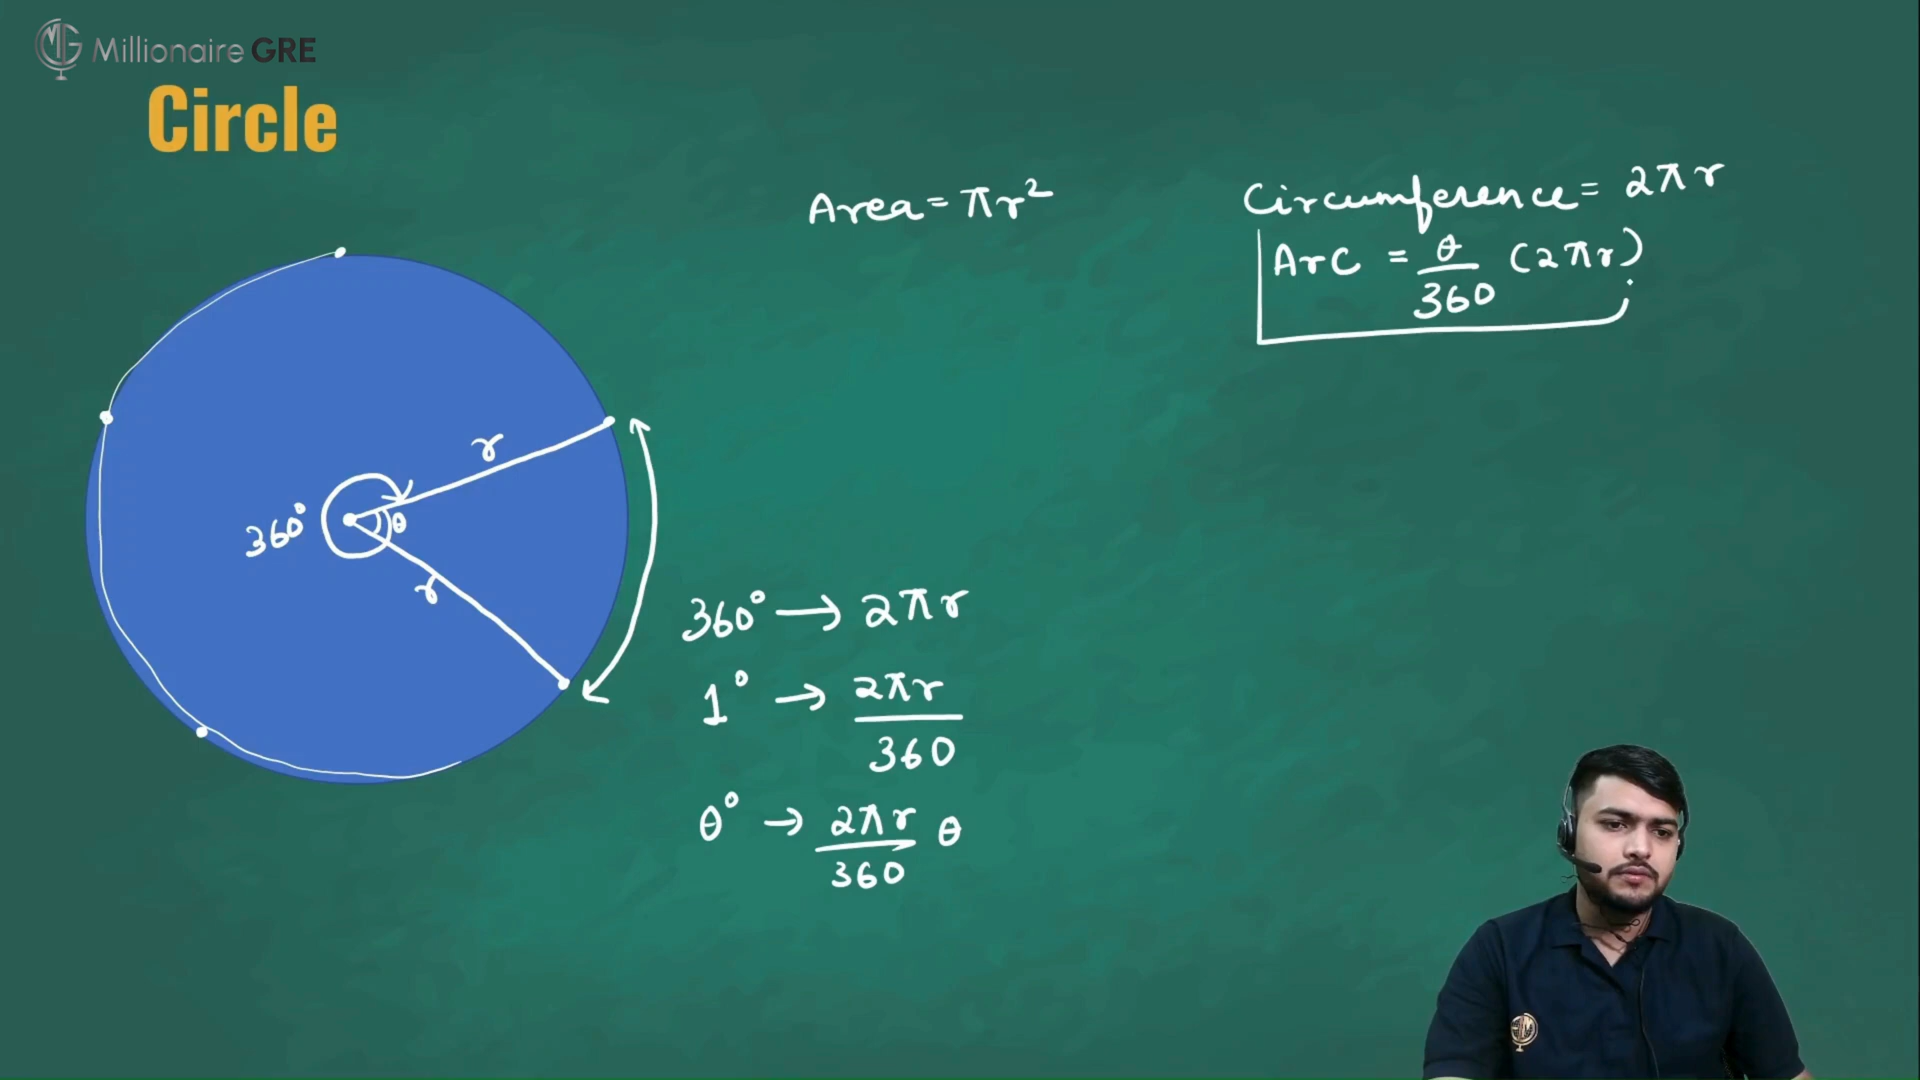 Millionaire GRE
Circle
Area = πr²
Circumference = 2πr
Arc = θ/360 (2πr)
r
360°
θ
r
360° → 2πr
1° → 2πr/360
θ° → 2πr/360 θ